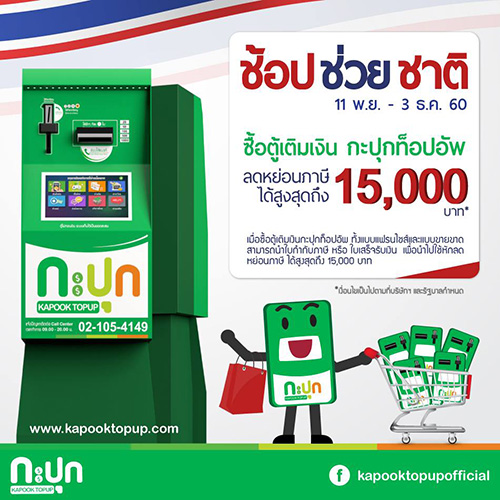 ช้อป ช่วย ชาติ
11 พ.ย. - 3 ธ.ค. 60
ซื้อตู้เติมเงิน กะปุกท็อปอัพ
ลดหย่อนภาษี
ได้สูงสุดถึง 15,000
บาท*
เมื่อซื้อตู้เติมเงินกะปุกท็อปอัพ ทั้งแบบแฟรนไชส์และแบบขายขาด
สามารถนำใบกำกับภาษี หรือ ใบเสร็จรับเงิน เพื่อนำไปใช้หักลด
หย่อนภาษี ได้สูงสุดถึง 15,000 บาท
*เงื่อนไขเป็นไปตามที่บริษัทฯ และรัฐบาลกำหนด
กะปุก
KAPOOK TOPUP
Call Center
02-105-4149
กะปุก
KAPOOK TOPUP
www.kapooktopup.com
กะปุก
KAPOOK TOPUP
kapooktopupofficial